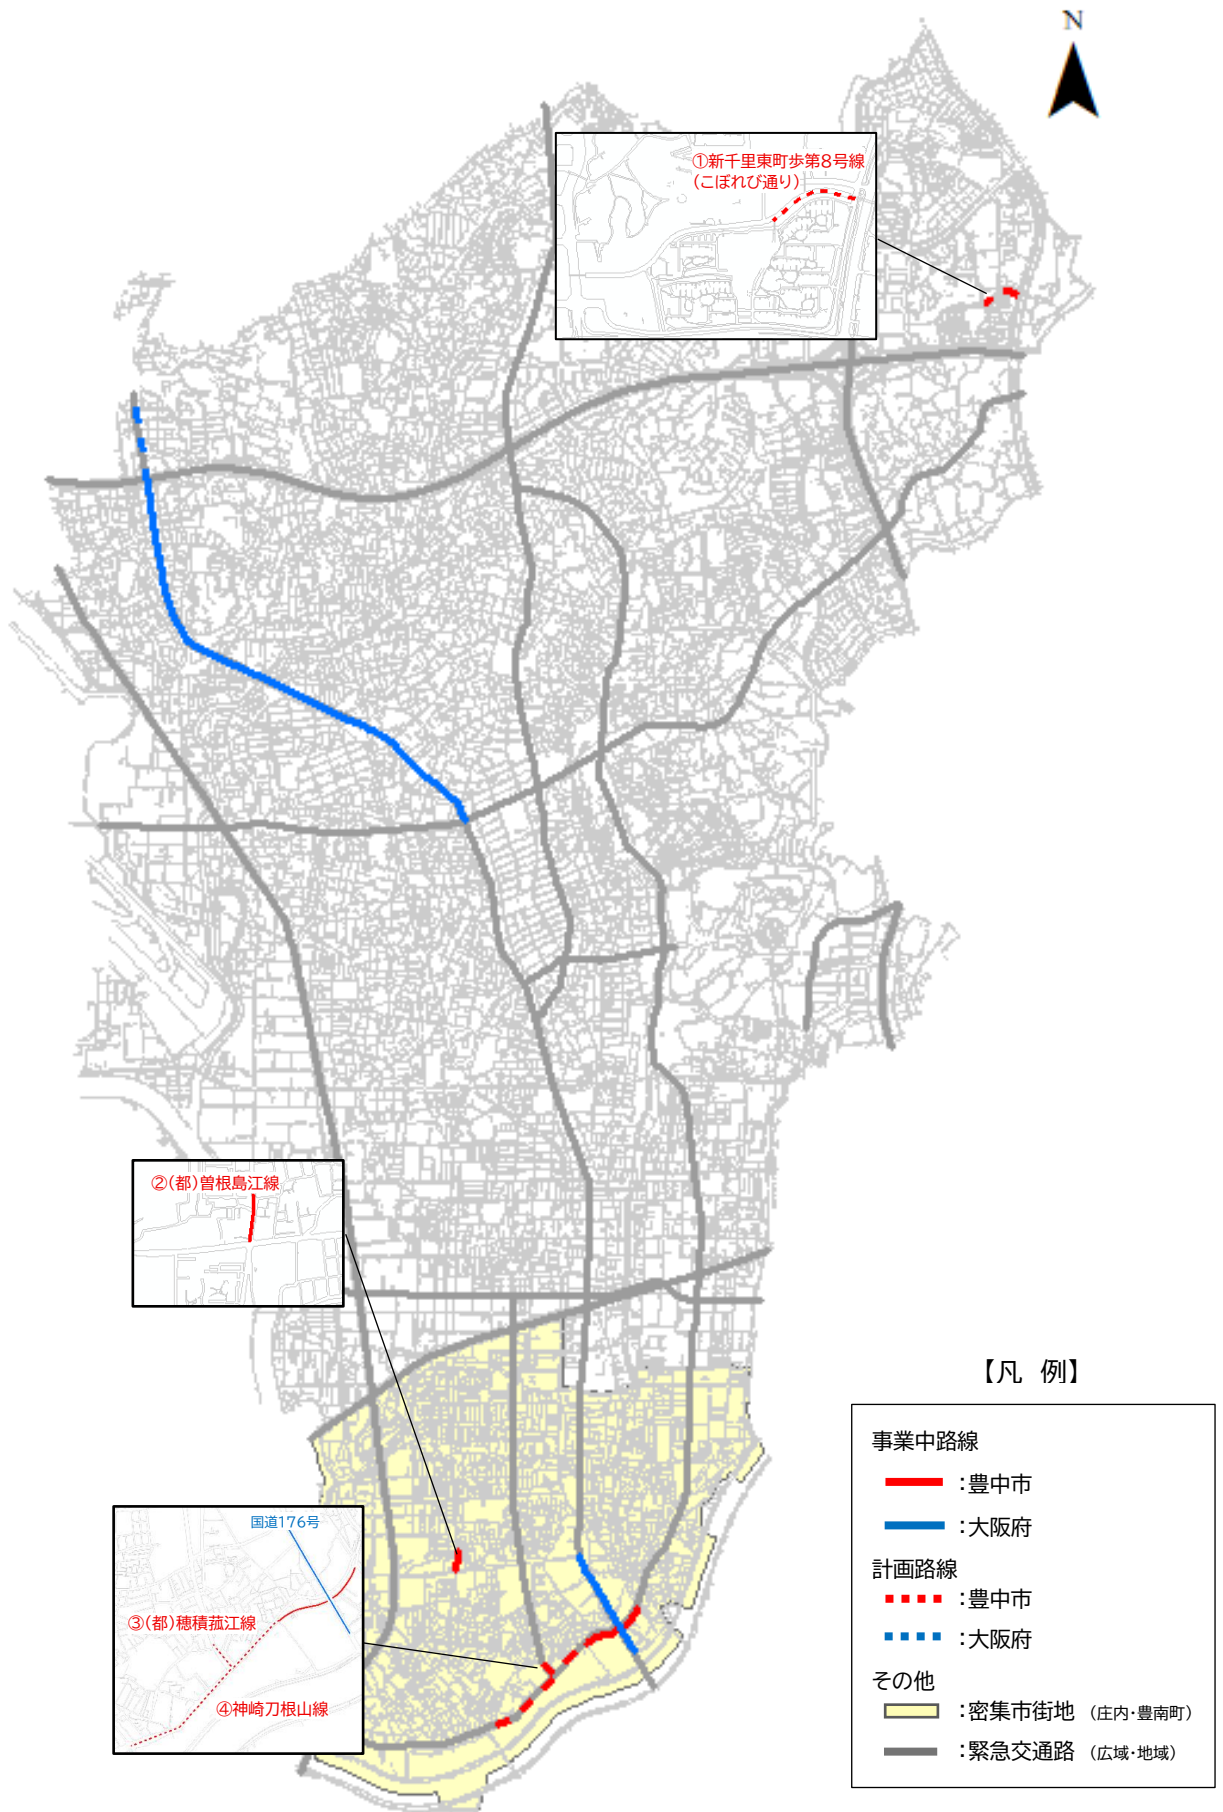 N
①新千里東町歩第8号線
(こぼれび通り)
②(都)曽根島江線
国道176号
③(都)穂積菰江線
④神崎刀根山線
【凡 例】
事業中路線
:豊中市
:大阪府
計画路線
:豊中市
:大阪府
その他
:密集市街地 (庄内・豊南町)
:緊急交通路 (広域・地域)